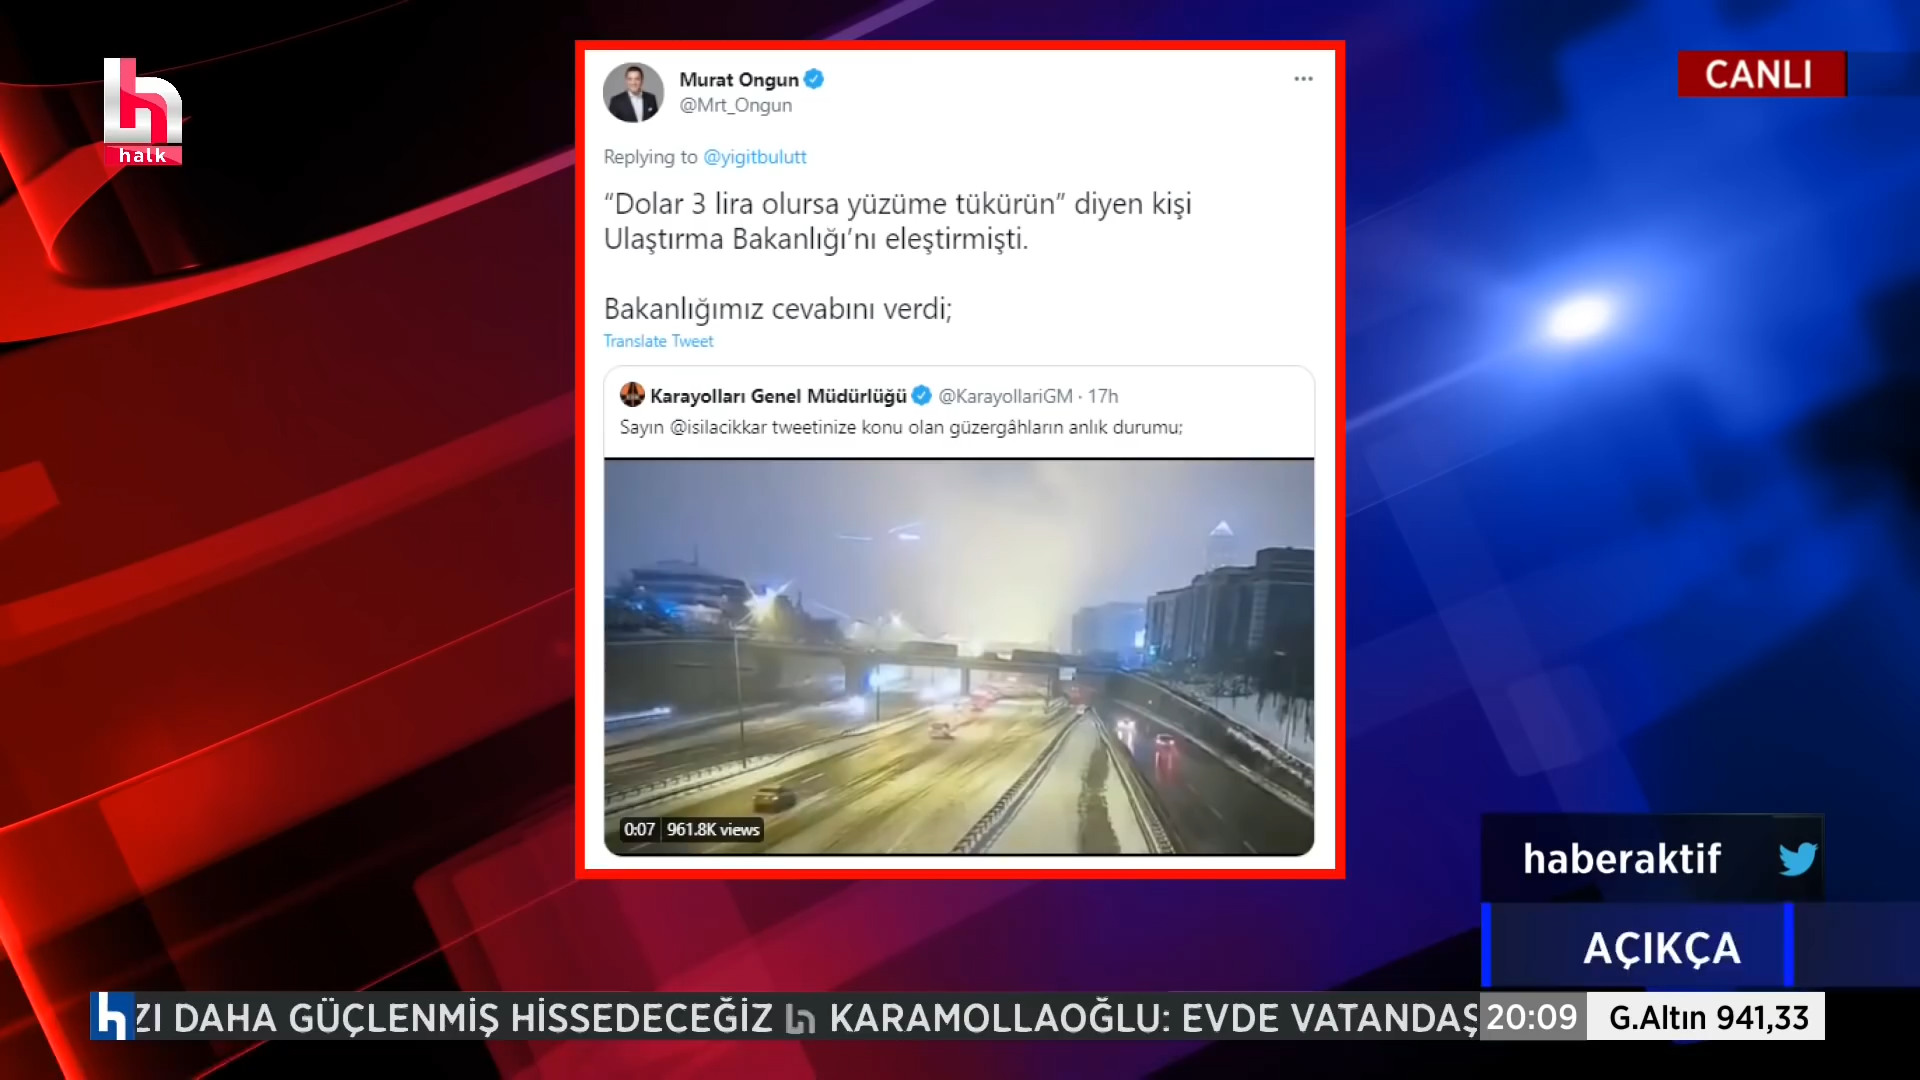 halk
CANLI
Murat Ongun
@Mrt_Ongun
Replying to @yigitbulutt
“Dolar 3 lira olursa yüzüme tükürün” diyen kişi
Ulaştırma Bakanlığı’nı eleştirmişti.
Bakanlığımız cevabını verdi;
Translate Tweet
Karayolları Genel Müdürlüğü @KarayollariGM · 17h
Sayın @isilacikkar tweetinize konu olan güzergâhların anlık durumu;
0:07 961.8K views
haberaktif
AÇIKÇA
ZI DAHA GÜÇLENMİŞ HİSSEDECEĞİZ KARAMOLLAOĞLU: EVDE VATANDAŞ 20:09 G.Altın 941,33